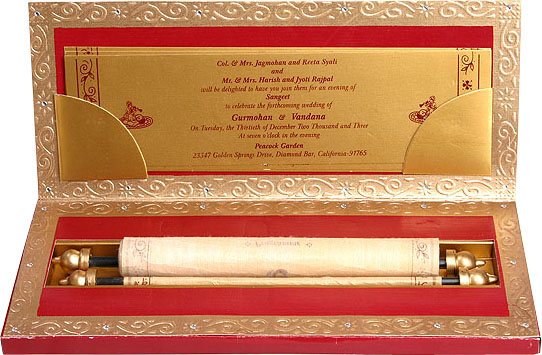 Col. & Mrs. Jagmohan and Reeta Syali
and
Mr. & Mrs. Harish and Jyoti Rajpal
will be delighted to have you join them for an evening of
Sangeet
to celebrate the forthcoming wedding of
Gurmohan & Vandana
On Tuesday, the Thirtieth of December Two Thousand and Three
At seven o'clock in the evening
Peacock Garden
23347 Golden Springs Drive, Diamond Bar, California-91765